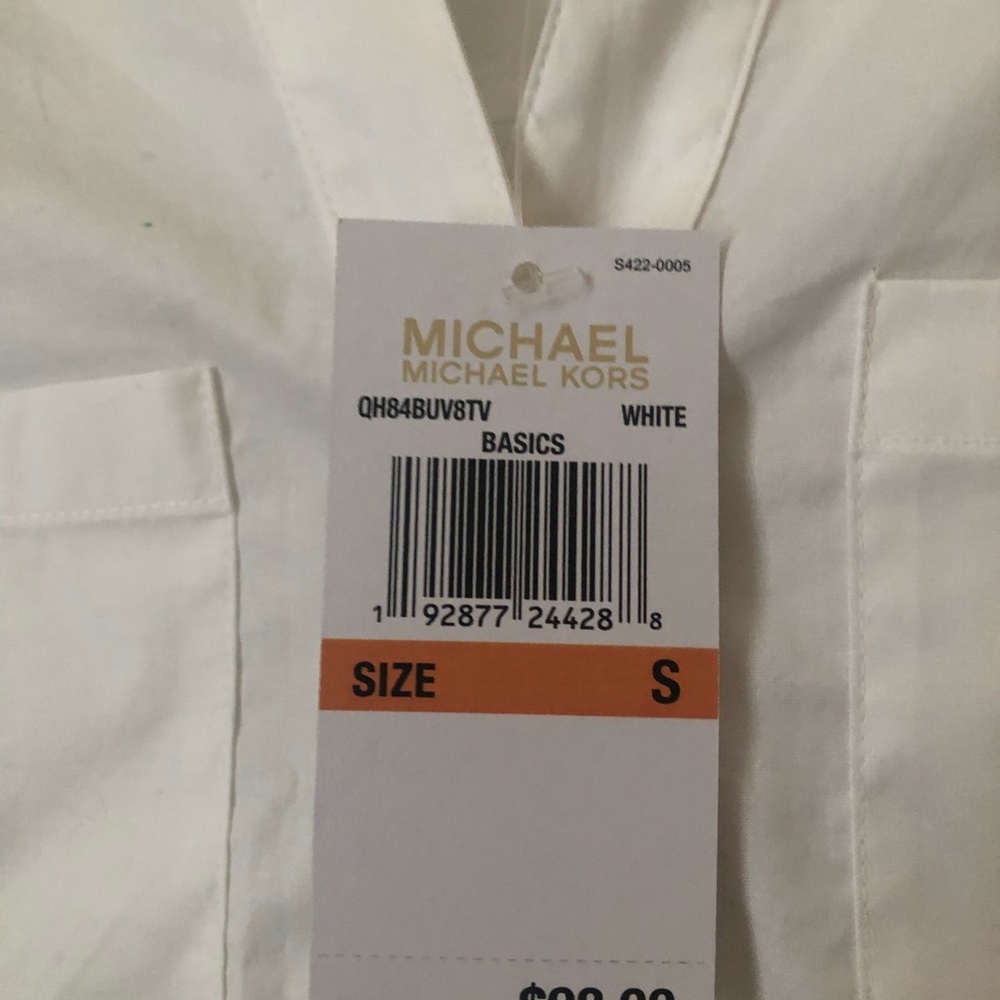 S422-0005
MICHAEL
MICHAEL KORS
QH84BUV8TV WHITE
BASICS
1 92877 24428 8
SIZE S